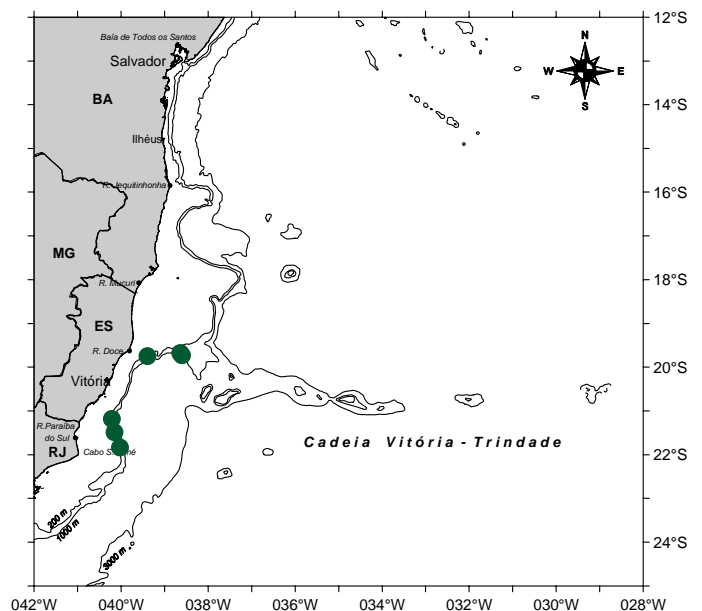 12°S
Baía de Todos os Santos
N
Salvador
W E
S
BA
14°S
Ilhéus
R. Jequitinhonha
16°S
MG
18°S
R. Mucuri
ES
R. Doce
20°S
Vitória
R.Paraíba
do Sul
Cadeia Vitória - Trindade
RJ
22°S
200 m
1000 m
3000 m
24°S
042°W 040°W 038°W 036°W 034°W 032°W 030°W 028°W